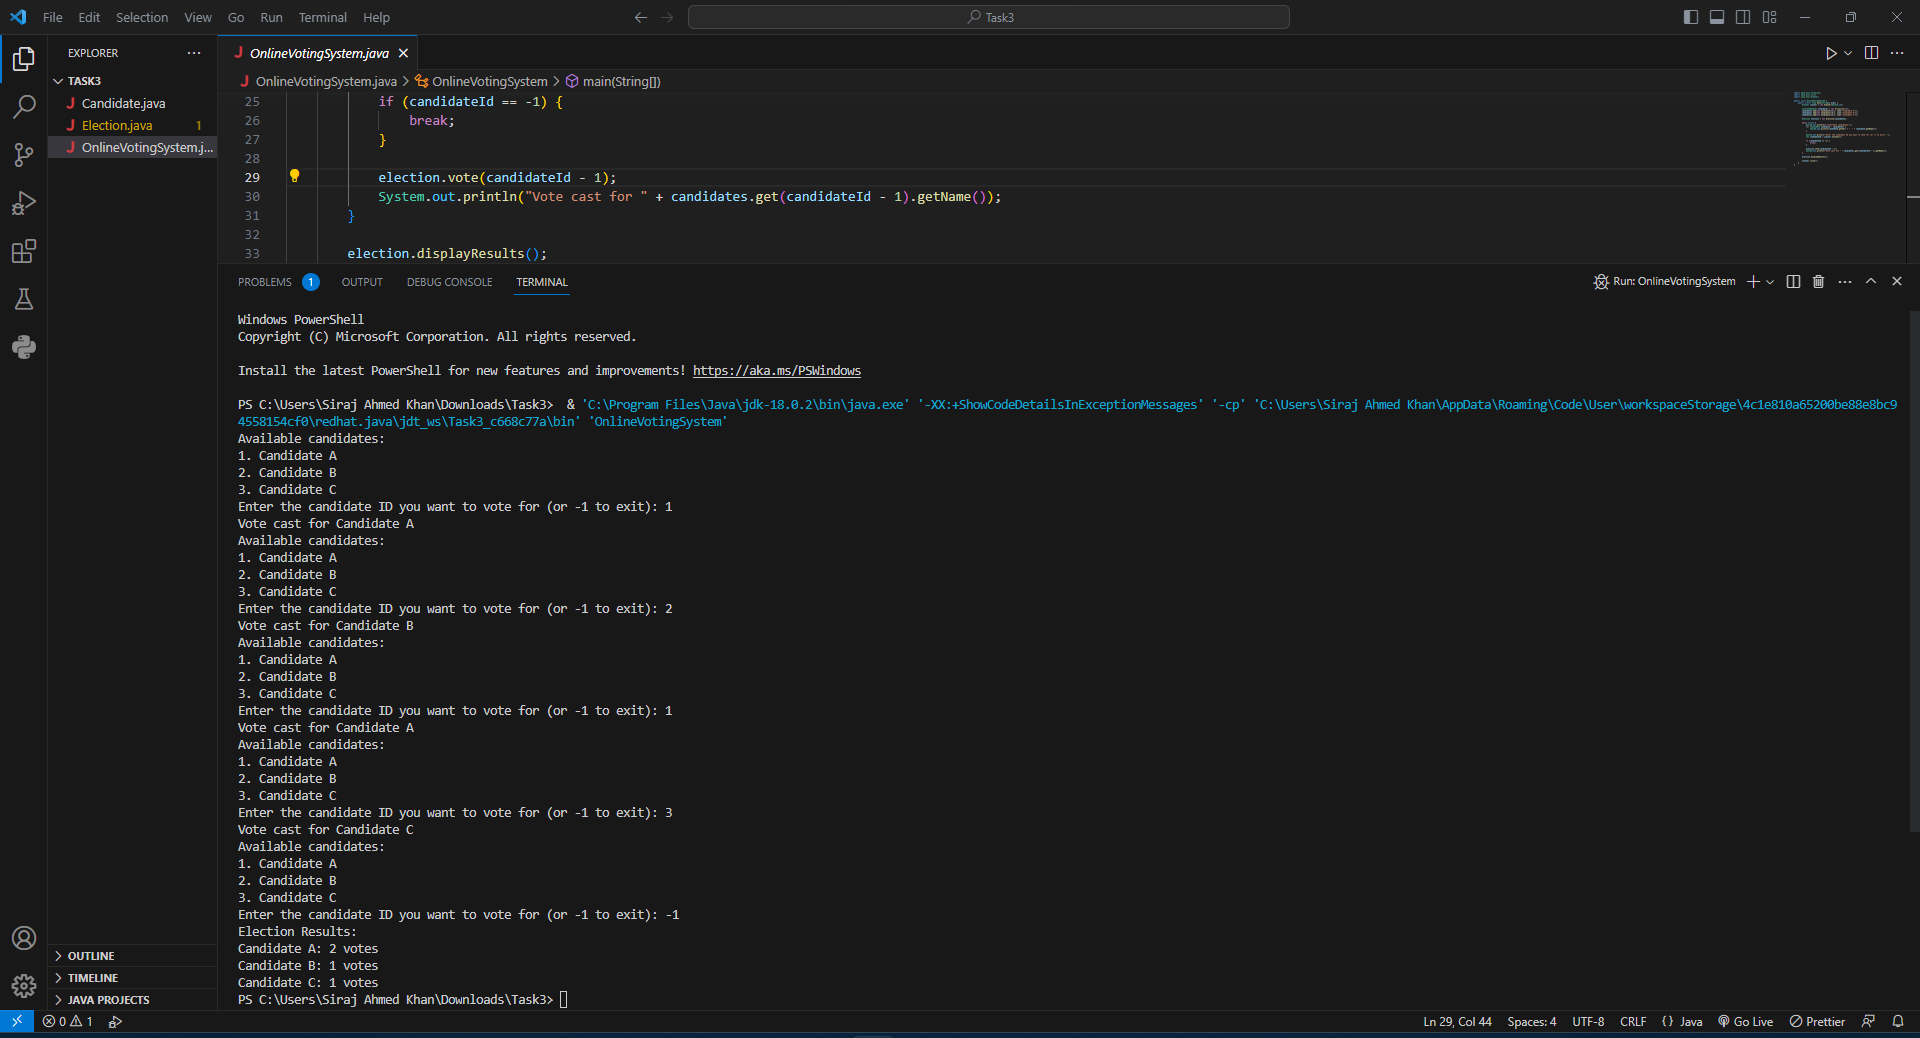 File Edit Selection View Go Run Terminal Help
Task3
EXPLORER
TASK3
Candidate.java
Election.java 1
OnlineVotingSystem.j...
OUTLINE
TIMELINE
JAVA PROJECTS
OnlineVotingSystem.java
OnlineVotingSystem.java > OnlineVotingSystem > main(String[])
25 if (candidateId == -1) {
26 break;
27 }
28
29 election.vote(candidateId - 1);
30 System.out.println("Vote cast for " + candidates.get(candidateId - 1).getName());
31 }
32
33 election.displayResults();
PROBLEMS 1 OUTPUT DEBUG CONSOLE TERMINAL
Run: OnlineVotingSystem
Windows PowerShell
Copyright (C) Microsoft Corporation. All rights reserved.
Install the latest PowerShell for new features and improvements! https://aka.ms/PSWindows
PS C:\Users\Siraj Ahmed Khan\Downloads\Task3> & 'C:\Program Files\Java\jdk-18.0.2\bin\java.exe' '-XX:+ShowCodeDetailsInExceptionMessages' '-cp' 'C:\Users\Siraj Ahmed Khan\AppData\Roaming\Code\User\workspaceStorage\4c1e810a65200be88e8bc9
4558154cf0\redhat.java\jdt_ws\Task3_c668c77a\bin' 'OnlineVotingSystem'
Available candidates:
1. Candidate A
2. Candidate B
3. Candidate C
Enter the candidate ID you want to vote for (or -1 to exit): 1
Vote cast for Candidate A
Available candidates:
1. Candidate A
2. Candidate B
3. Candidate C
Enter the candidate ID you want to vote for (or -1 to exit): 2
Vote cast for Candidate B
Available candidates:
1. Candidate A
2. Candidate B
3. Candidate C
Enter the candidate ID you want to vote for (or -1 to exit): 1
Vote cast for Candidate A
Available candidates:
1. Candidate A
2. Candidate B
3. Candidate C
Enter the candidate ID you want to vote for (or -1 to exit): 3
Vote cast for Candidate C
Available candidates:
1. Candidate A
2. Candidate B
3. Candidate C
Enter the candidate ID you want to vote for (or -1 to exit): -1
Election Results:
Candidate A: 2 votes
Candidate B: 1 votes
Candidate C: 1 votes
PS C:\Users\Siraj Ahmed Khan\Downloads\Task3>
0 1
Ln 29, Col 44 Spaces: 4 UTF-8 CRLF {} Java Go Live Prettier